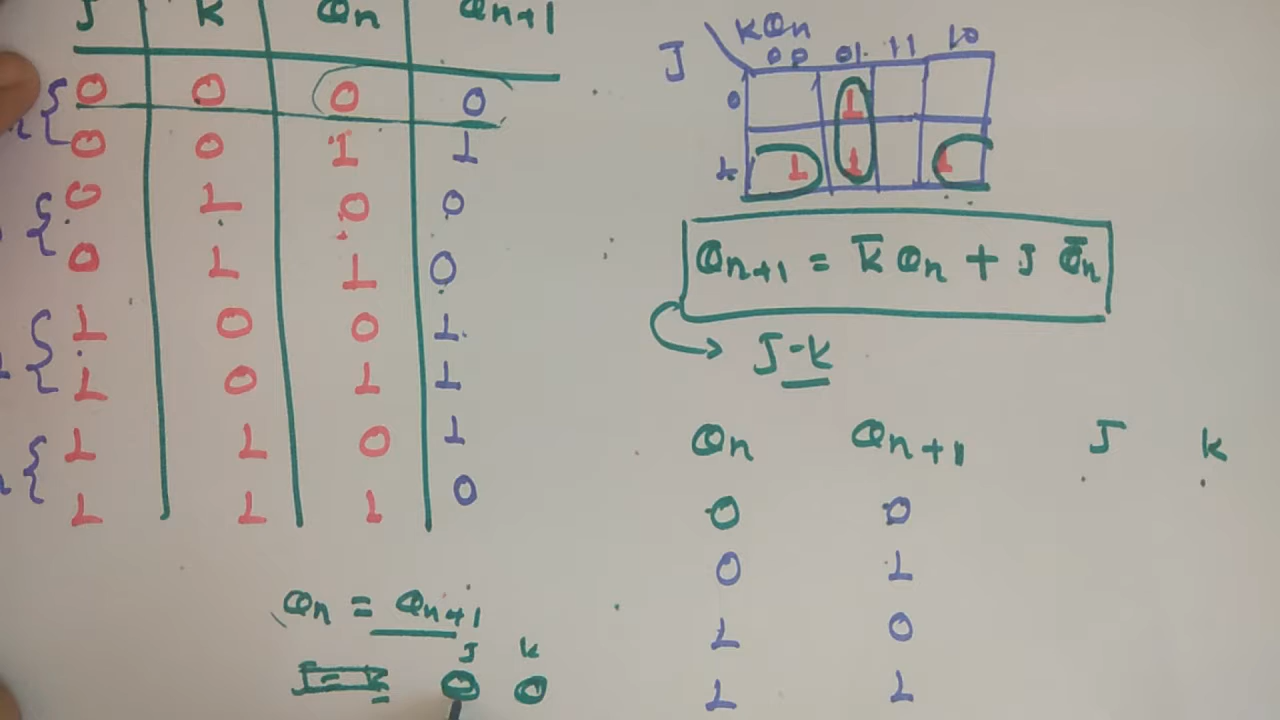 J K Qn Qn+1
0 0 0 0
0 0 1 1
0 1 0 0
0 1 1 0
1 0 0 1
1 0 1 1
1 1 0 1
1 1 1 0
J KQn
00 01 11 10
0 1
1 1 1 1
Qn+1 = K̅ Qn + J Q̅n
J-K
Qn Qn+1 J K
0 0
0 1
1 0
1 1
Qn = Qn+1
J K
0 0